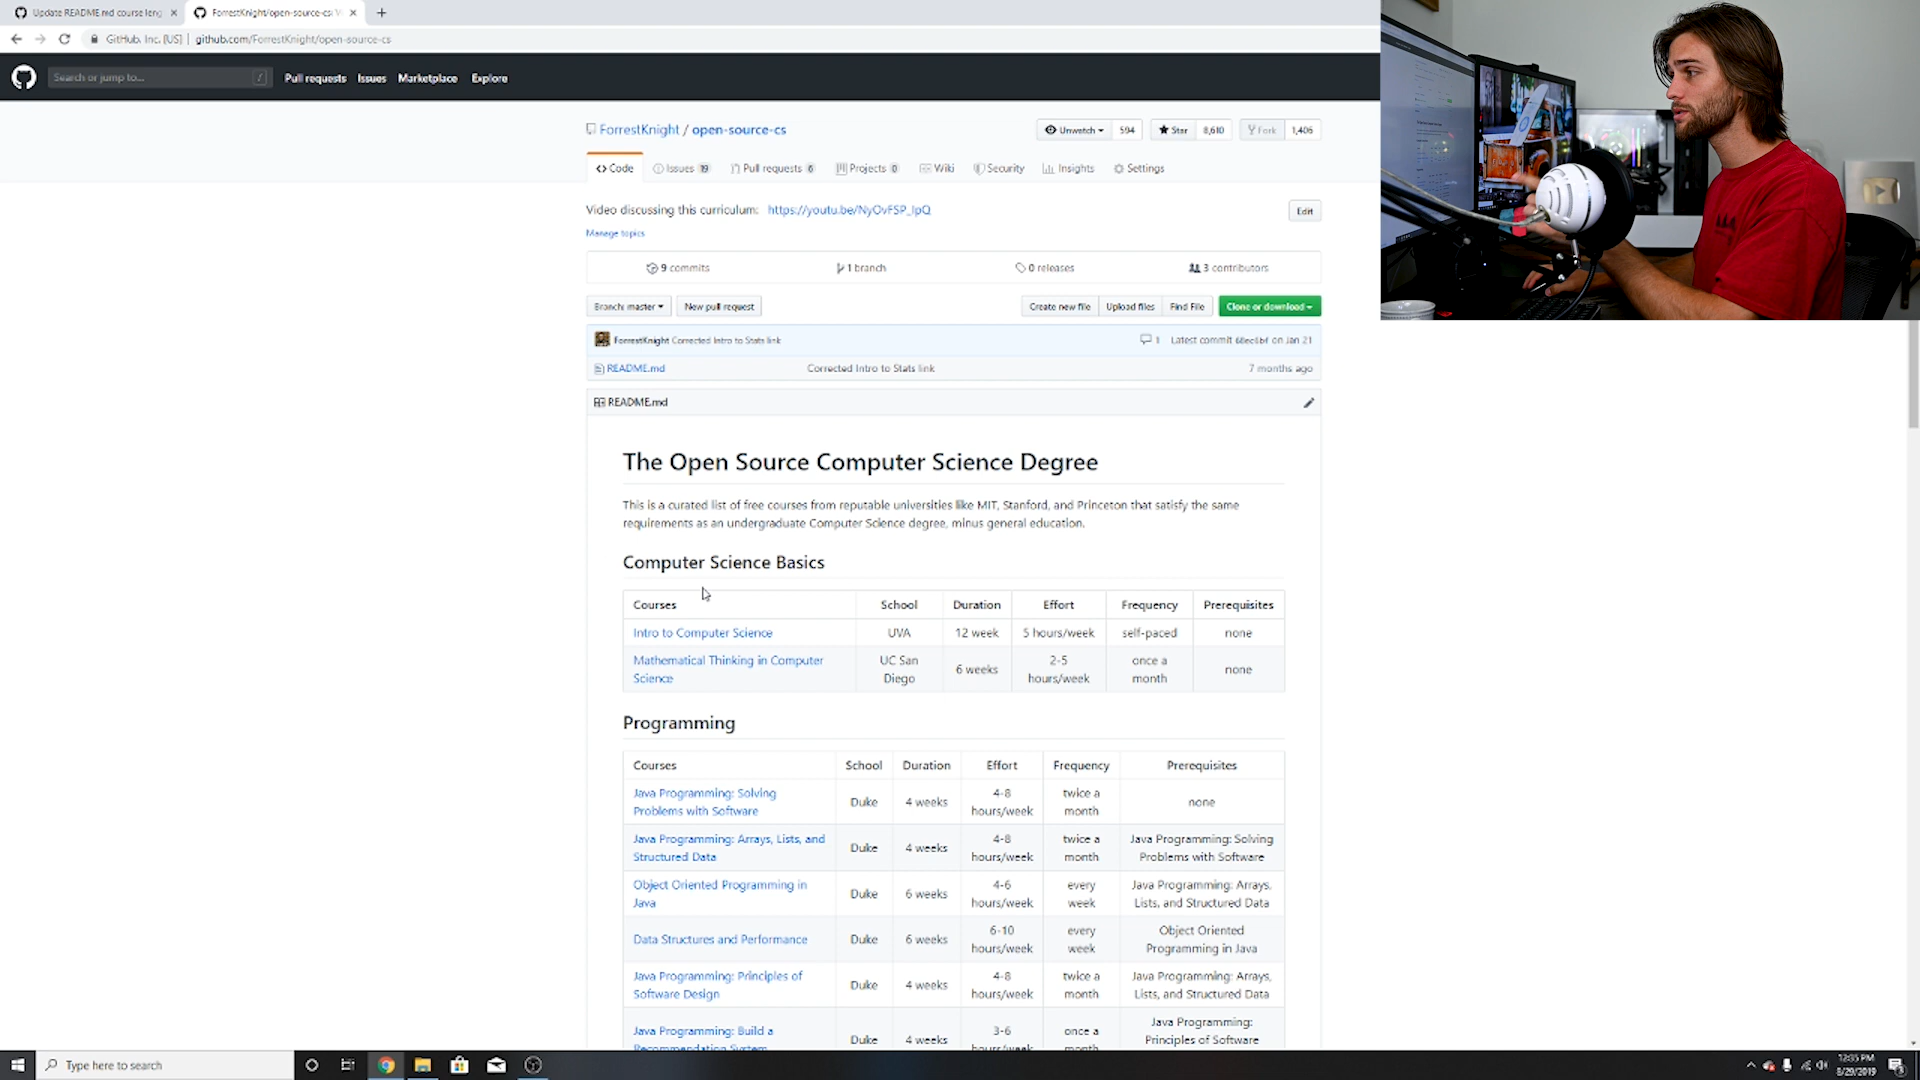 Update README.md course leng
ForrestKnight/open-source-cs:
GitHub, Inc. [US] | github.com/ForrestKnight/open-source-cs
Search or jump to... /
Pull requests Issues Marketplace Explore
ForrestKnight / open-source-cs
Unwatch 594 Star 8,610 Fork 1,406
Code Issues 19 Pull requests 6 Projects 0 Wiki Security Insights Settings
Video discussing this curriculum: https://youtu.be/NyOvFSP_IpQ Edit
Manage topics
9 commits 1 branch 0 releases 3 contributors
Branch: master New pull request Create new file Upload files Find File Clone or download
ForrestKnight Corrected Intro to Stats link 1 Latest commit on Jan 21
README.md Corrected Intro to Stats link 7 months ago
README.md
The Open Source Computer Science Degree
This is a curated list of free courses from reputable universities like MIT, Stanford, and Princeton that satisfy the same
requirements as an undergraduate Computer Science degree, minus general education.
Computer Science Basics
Courses School Duration Effort Frequency Prerequisites
Intro to Computer Science UVA 12 week 5 hours/week self-paced none
Mathematical Thinking in Computer Science UC San Diego 6 weeks 2-5 hours/week once a month none
Programming
Courses School Duration Effort Frequency Prerequisites
Java Programming: Solving Problems with Software Duke 4 weeks 4-8 hours/week twice a month none
Java Programming: Arrays, Lists, and Structured Data Duke 4 weeks 4-8 hours/week twice a month Java Programming: Solving Problems with Software
Object Oriented Programming in Java Duke 6 weeks 4-6 hours/week every week Java Programming: Arrays, Lists, and Structured Data
Data Structures and Performance Duke 6 weeks 6-10 hours/week every week Object Oriented Programming in Java
Java Programming: Principles of Software Design Duke 4 weeks 4-8 hours/week twice a month Java Programming: Arrays, Lists, and Structured Data
Java Programming: Build a Recommendation System Duke 4 weeks 3-6 hours/week once a month Java Programming: Principles of Software
Type here to search
12:35 PM
8/29/2019